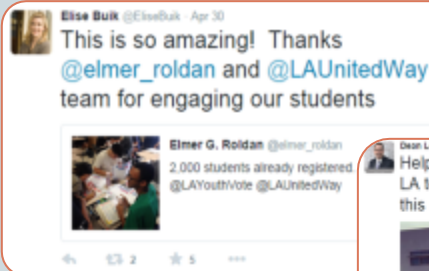 Elise Buik @EliseBuik · Apr 30
This is so amazing! Thanks
@elmer_roldan and @LAUnitedWay
team for engaging our students
Elmer G. Roldan @elmer_roldan
2,000 students already registered.
@LAYouthVote @LAUnitedWay
2
5
Dean L
Help
LA t
this